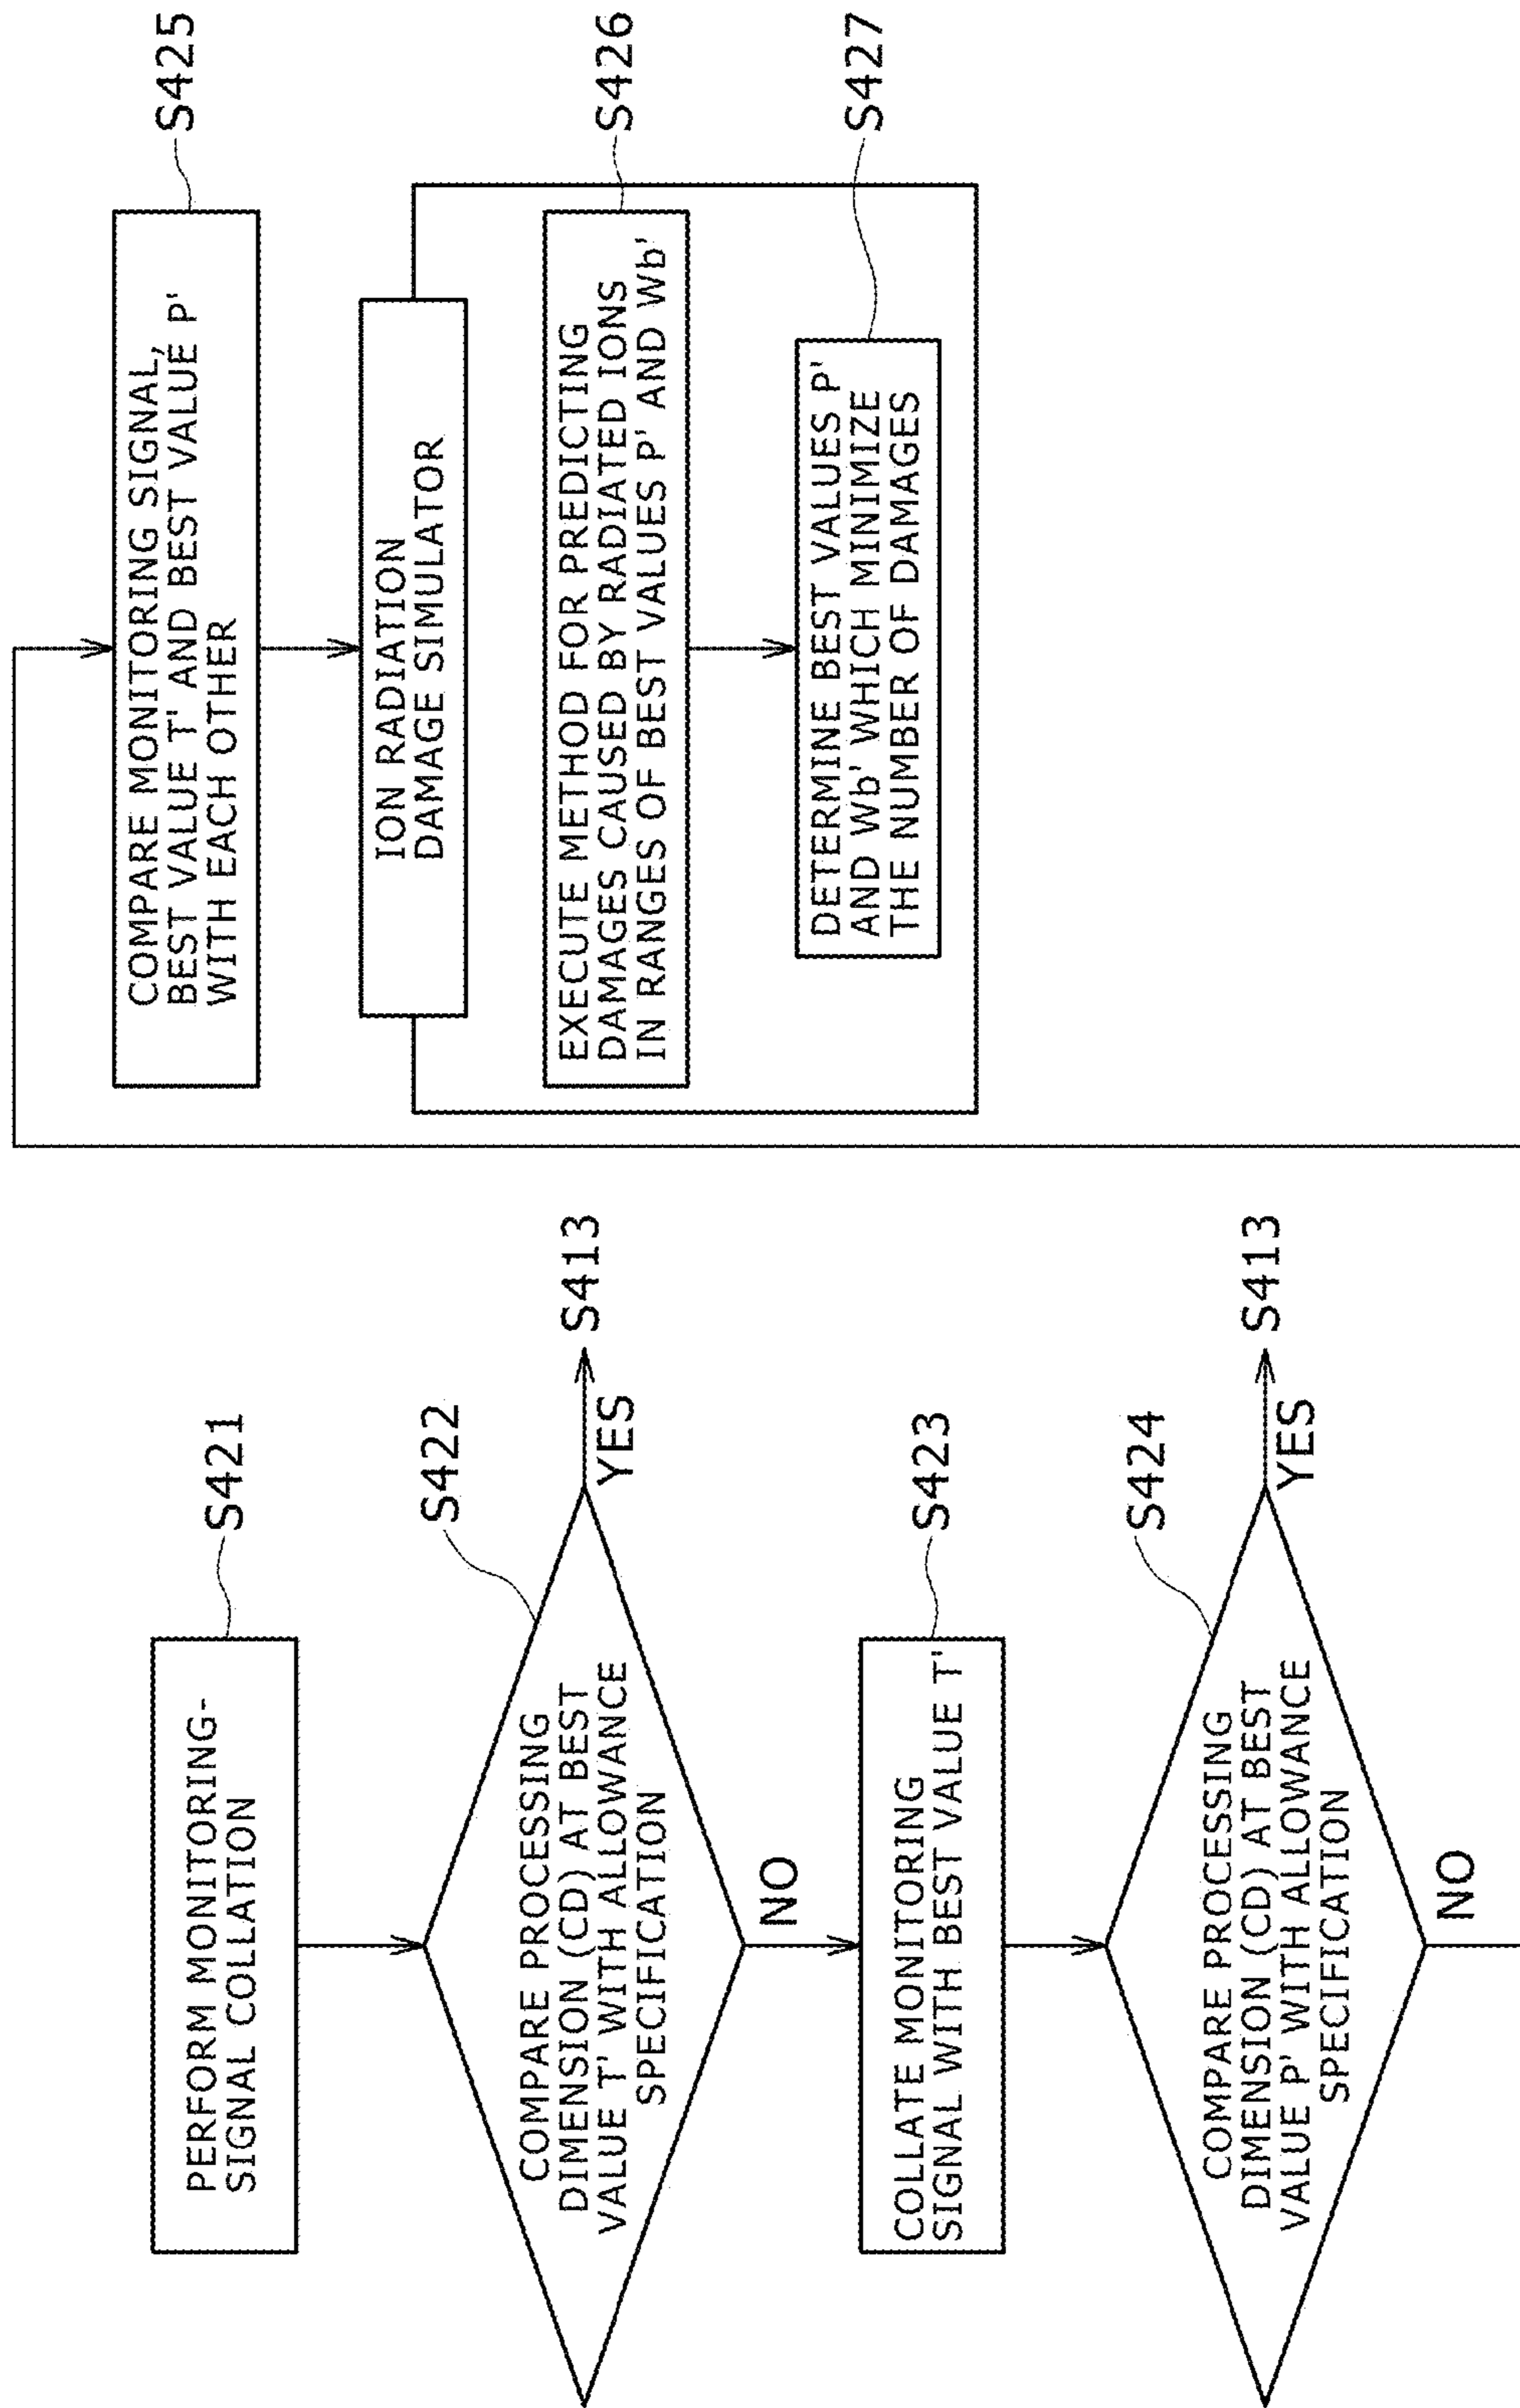 PERFORM MONITORING-
SIGNAL COLLATION
S421
COMPARE PROCESSING
DIMENSION (CD) AT BEST
VALUE T' WITH ALLOWANCE
SPECIFICATION
S422
YES
S413
NO
COLLATE MONITORING
SIGNAL WITH BEST VALUE T'
S423
COMPARE PROCESSING
DIMENSION (CD) AT BEST
VALUE P' WITH ALLOWANCE
SPECIFICATION
S424
YES
S413
NO
COMPARE MONITORING SIGNAL,
BEST VALUE T' AND BEST VALUE P'
WITH EACH OTHER
S425
ION RADIATION
DAMAGE SIMULATOR
EXECUTE METHOD FOR PREDICTING
DAMAGES CAUSED BY RADIATED IONS
IN RANGES OF BEST VALUES P' AND Wb'
S426
DETERMINE BEST VALUES P'
AND Wb' WHICH MINIMIZE
THE NUMBER OF DAMAGES
S427